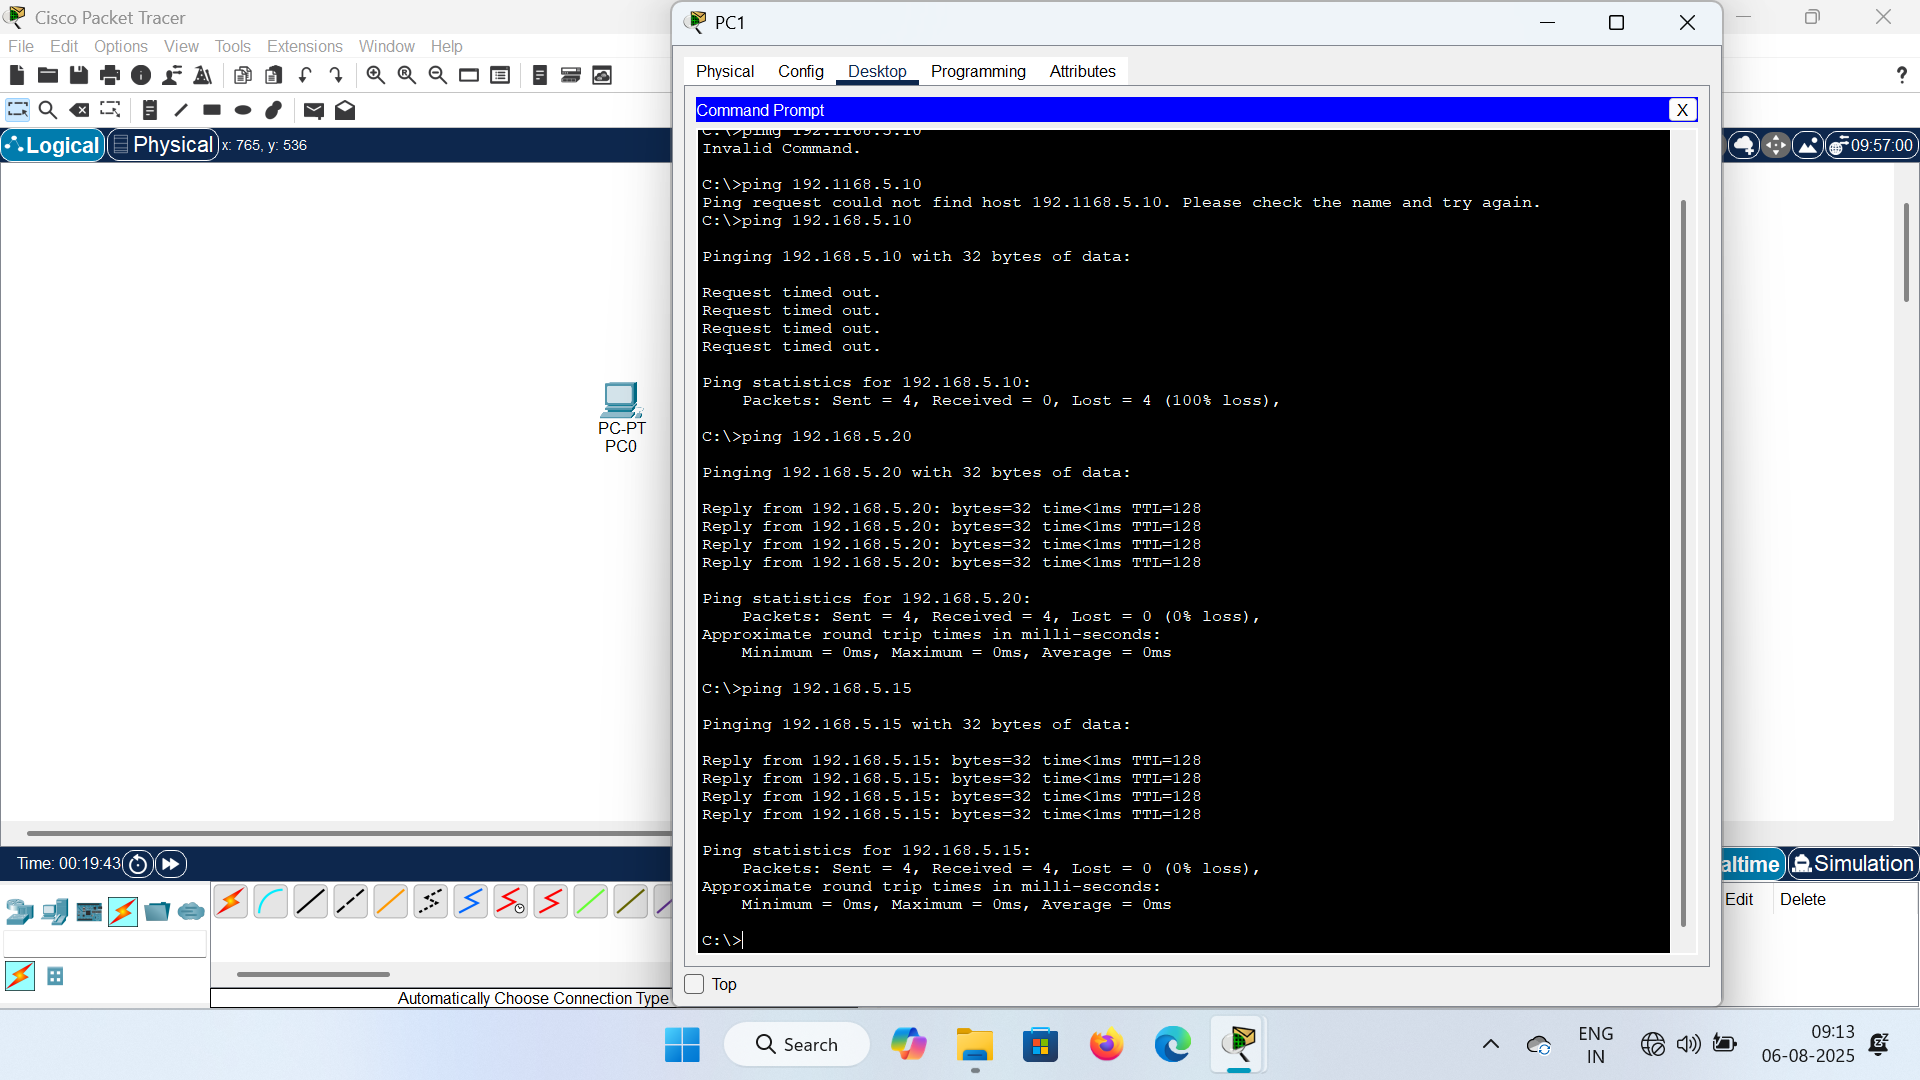 Cisco Packet Tracer
File Edit Options View Tools Extensions Window Help
Logical Physical x: 765, y: 536
PC-PT
PC0
Time: 00:19:43
Automatically Choose Connection Type
PC1
Physical Config Desktop Programming Attributes
Command Prompt X
C:\>pimg 192.1168.5.10
Invalid Command.
C:\>ping 192.1168.5.10
Ping request could not find host 192.1168.5.10. Please check the name and try again.
C:\>ping 192.168.5.10
Pinging 192.168.5.10 with 32 bytes of data:
Request timed out.
Request timed out.
Request timed out.
Request timed out.
Ping statistics for 192.168.5.10:
Packets: Sent = 4, Received = 0, Lost = 4 (100% loss),
C:\>ping 192.168.5.20
Pinging 192.168.5.20 with 32 bytes of data:
Reply from 192.168.5.20: bytes=32 time<1ms TTL=128
Reply from 192.168.5.20: bytes=32 time<1ms TTL=128
Reply from 192.168.5.20: bytes=32 time<1ms TTL=128
Reply from 192.168.5.20: bytes=32 time<1ms TTL=128
Ping statistics for 192.168.5.20:
Packets: Sent = 4, Received = 4, Lost = 0 (0% loss),
Approximate round trip times in milli-seconds:
Minimum = 0ms, Maximum = 0ms, Average = 0ms
C:\>ping 192.168.5.15
Pinging 192.168.5.15 with 32 bytes of data:
Reply from 192.168.5.15: bytes=32 time<1ms TTL=128
Reply from 192.168.5.15: bytes=32 time<1ms TTL=128
Reply from 192.168.5.15: bytes=32 time<1ms TTL=128
Reply from 192.168.5.15: bytes=32 time<1ms TTL=128
Ping statistics for 192.168.5.15:
Packets: Sent = 4, Received = 4, Lost = 0 (0% loss),
Approximate round trip times in milli-seconds:
Minimum = 0ms, Maximum = 0ms, Average = 0ms
C:\>
Top
?
09:57:00
altime Simulation
Edit Delete
Search
ENG
IN
09:13
06-08-2025